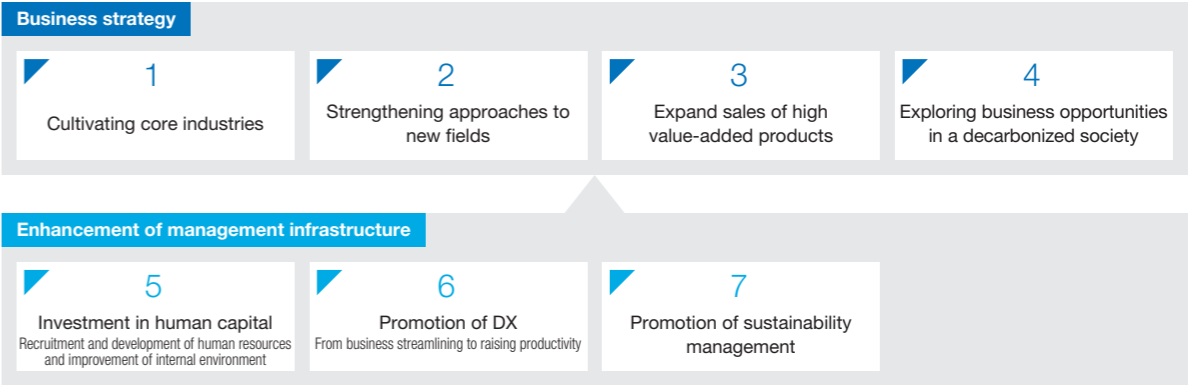 Business strategy
1
Cultivating core industries
2
Strengthening approaches to
new fields
3
Expand sales of high
value-added products
4
Exploring business opportunities
in a decarbonized society
Enhancement of management infrastructure
5
Investment in human capital
Recruitment and development of human resources
and improvement of internal environment
6
Promotion of DX
From business streamlining to raising productivity
7
Promotion of sustainability
management